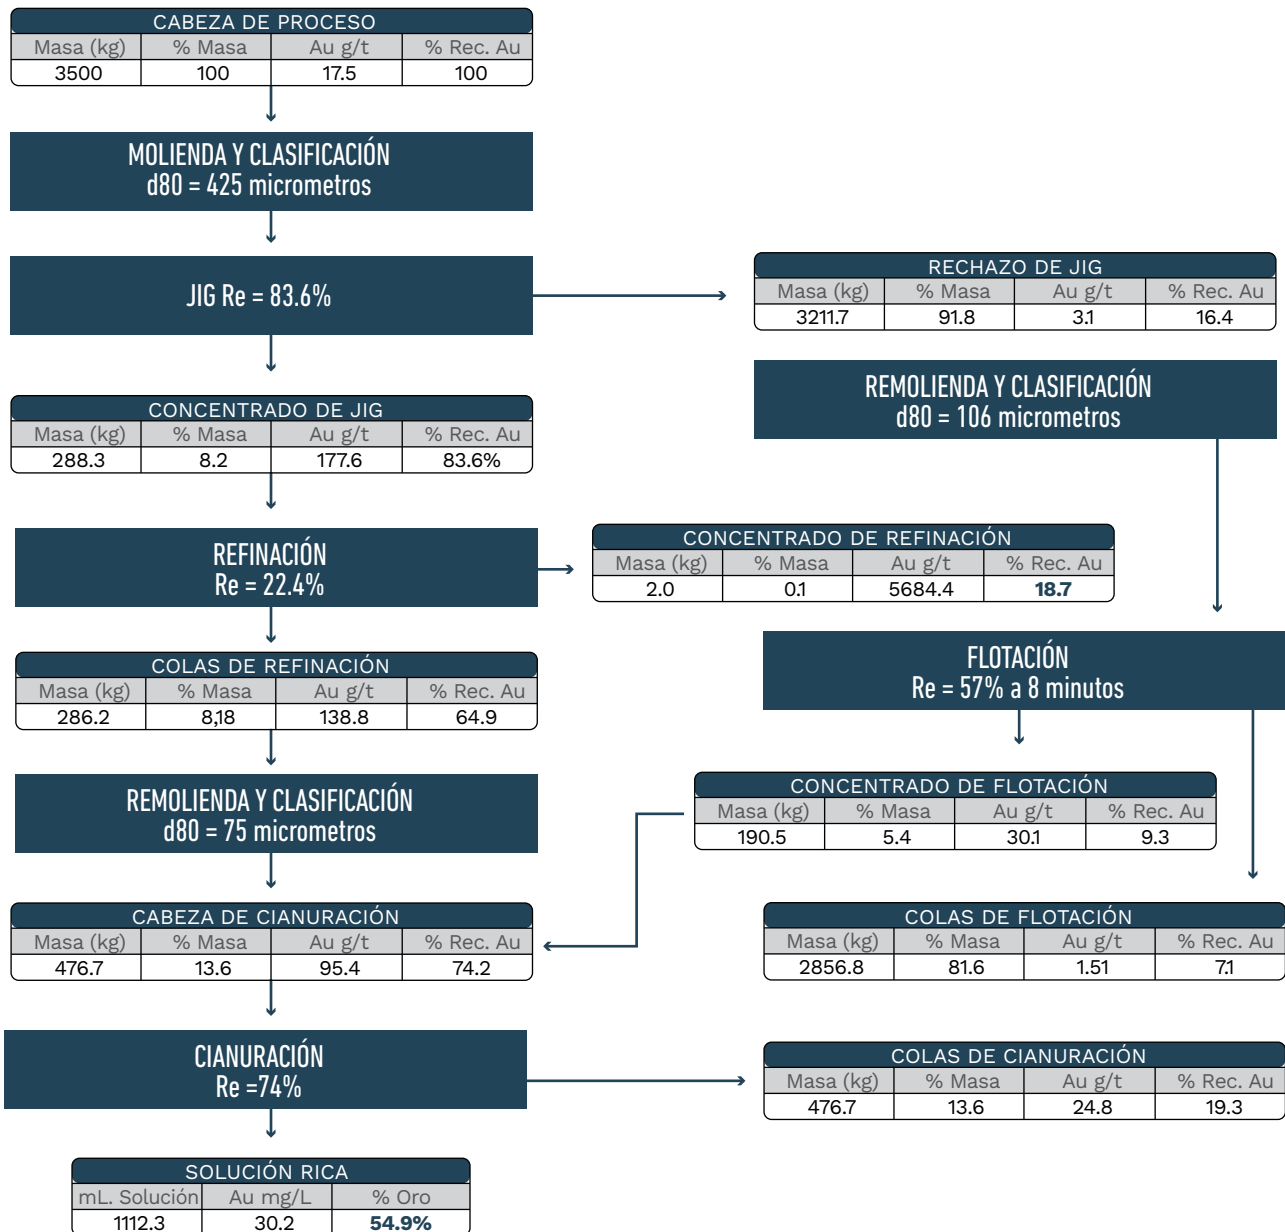 CABEZA DE PROCESO
Masa (kg) % Masa Au g/t % Rec. Au
3500 100 17.5 100
MOLIENDA Y CLASIFICACIÓN
d80 = 425 micrometros
JIG Re = 83.6%
RECHAZO DE JIG
Masa (kg) % Masa Au g/t % Rec. Au
3211.7 91.8 3.1 16.4
REMOLIENDA Y CLASIFICACIÓN
d80 = 106 micrometros
CONCENTRADO DE JIG
Masa (kg) % Masa Au g/t % Rec. Au
288.3 8.2 177.6 83.6%
REFINACIÓN
Re = 22.4%
CONCENTRADO DE REFINACIÓN
Masa (kg) % Masa Au g/t % Rec. Au
2.0 0.1 5684.4 18.7
COLAS DE REFINACIÓN
Masa (kg) % Masa Au g/t % Rec. Au
286.2 8,18 138.8 64.9
FLOTACIÓN
Re = 57% a 8 minutos
REMOLIENDA Y CLASIFICACIÓN
d80 = 75 micrometros
CONCENTRADO DE FLOTACIÓN
Masa (kg) % Masa Au g/t % Rec. Au
190.5 5.4 30.1 9.3
CABEZA DE CIANURACIÓN
Masa (kg) % Masa Au g/t % Rec. Au
476.7 13.6 95.4 74.2
COLAS DE FLOTACIÓN
Masa (kg) % Masa Au g/t % Rec. Au
2856.8 81.6 1.51 7.1
CIANURACIÓN
Re =74%
COLAS DE CIANURACIÓN
Masa (kg) % Masa Au g/t % Rec. Au
476.7 13.6 24.8 19.3
SOLUCIÓN RICA
mL. Solución Au mg/L % Oro
1112.3 30.2 54.9%